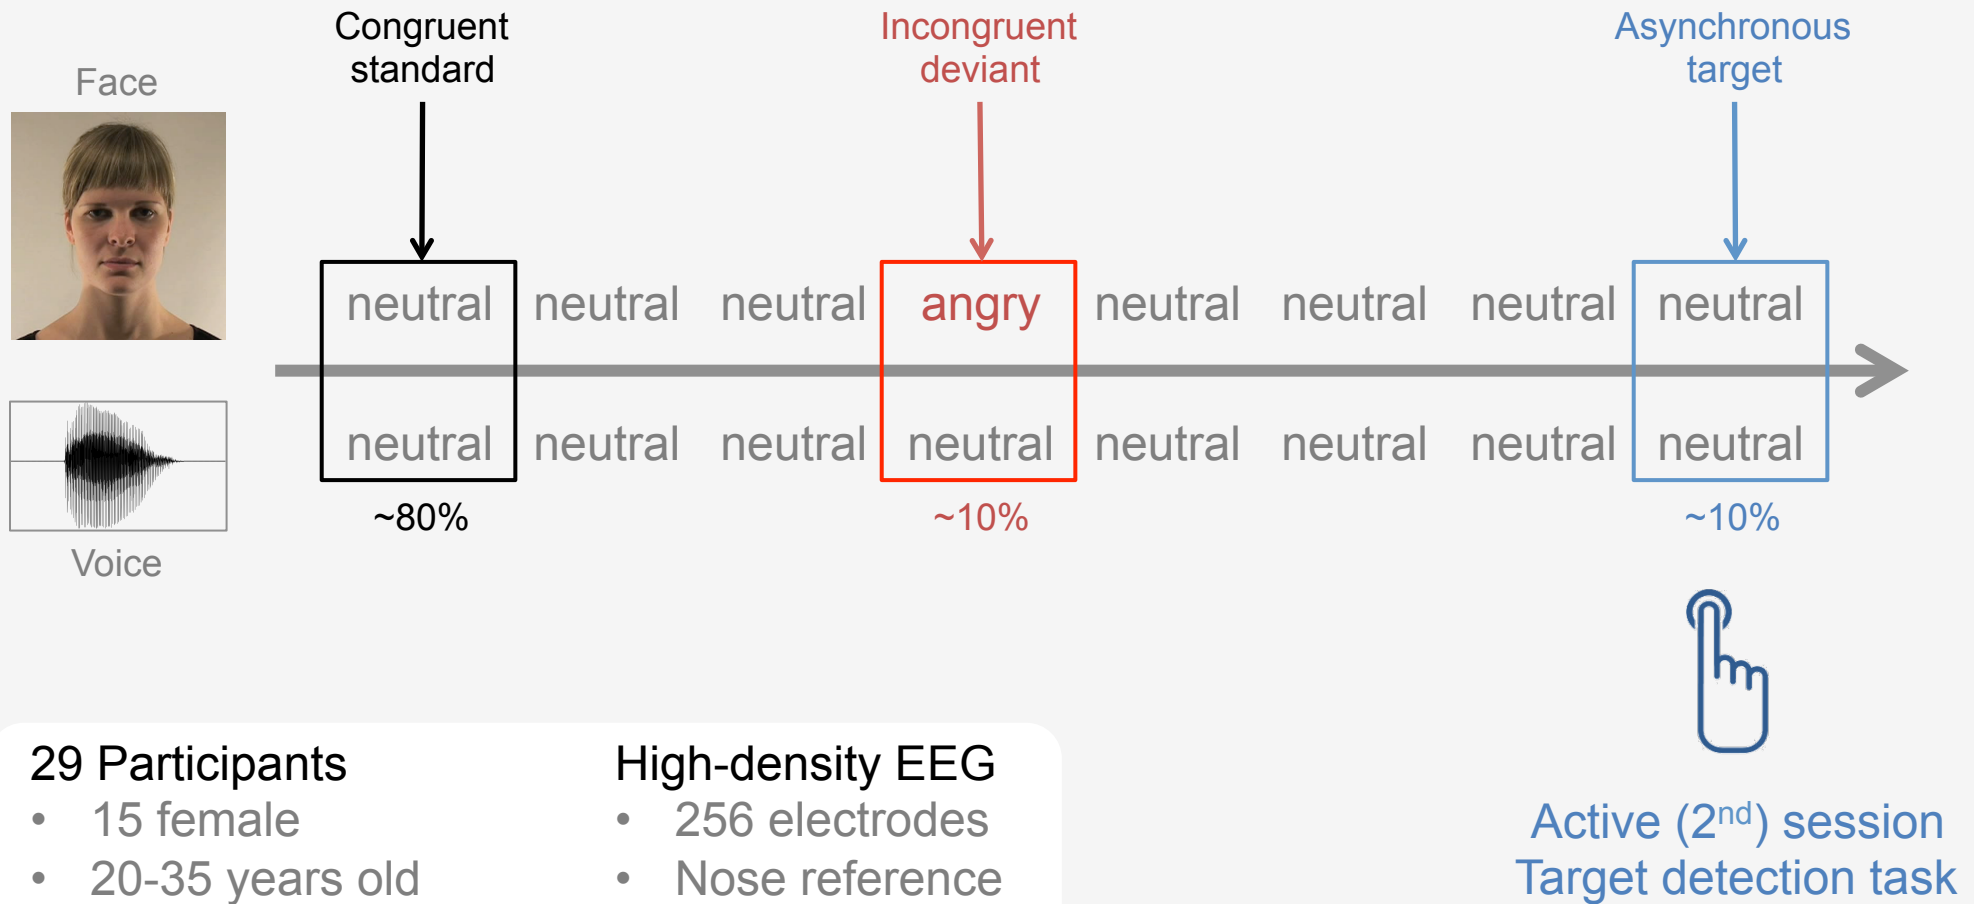 Congruent
standard
Incongruent
deviant
Asynchronous
target
Face
neutral neutral neutral angry neutral neutral neutral neutral
neutral neutral neutral neutral neutral neutral neutral neutral
Voice
~80%
~10%
~10%
29 Participants
• 15 female
• 20-35 years old
High-density EEG
• 256 electrodes
• Nose reference
Active (2nd) session
Target detection task